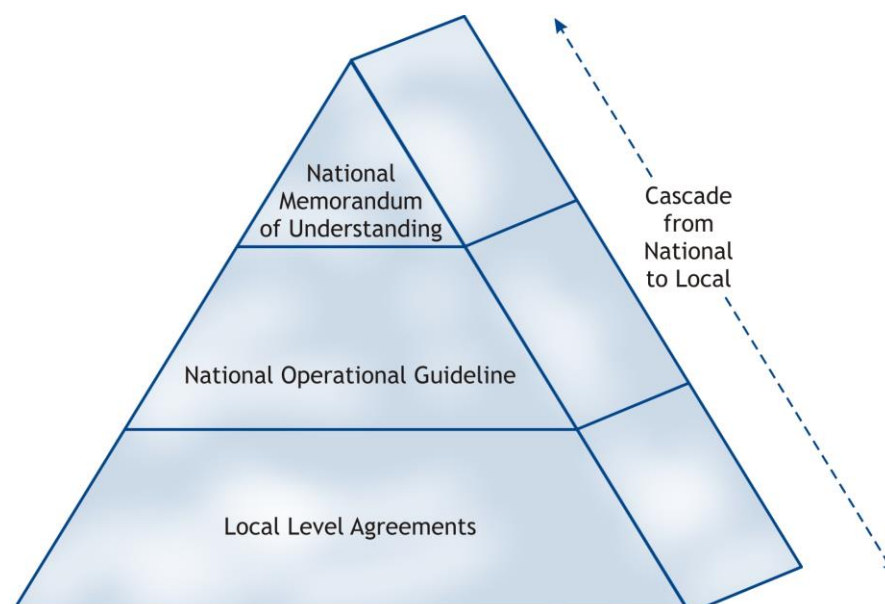 National
Memorandum
of Understanding
National Operational Guideline
Local Level Agreements
Cascade
from
National
to Local